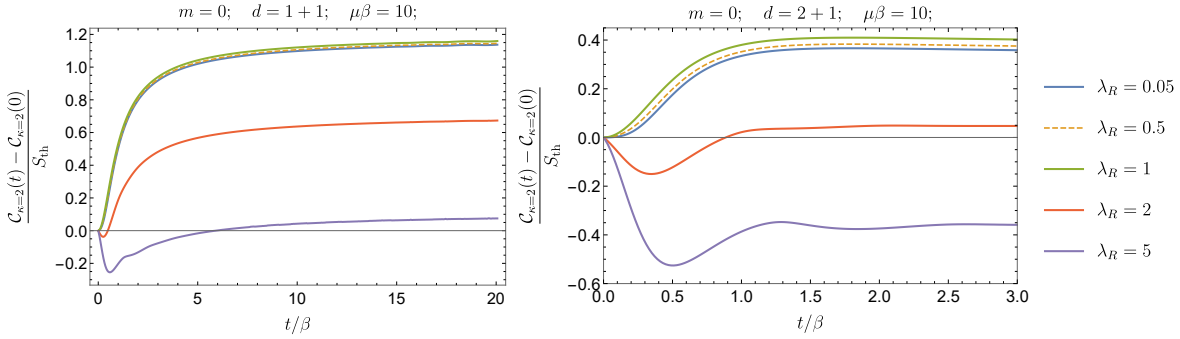 m = 0;   d = 1 + 1;   μβ = 10;
C_{κ=2}(t) − C_{κ=2}(0)
S_th
1.2
1.0
0.8
0.6
0.4
0.2
0.0
−0.2
0
5
10
15
20
t/β
m = 0;   d = 2 + 1;   μβ = 10;
C_{κ=2}(t) − C_{κ=2}(0)
S_th
0.4
0.2
0.0
−0.2
−0.4
−0.6
0.0
0.5
1.0
1.5
2.0
2.5
3.0
t/β
λ_R = 0.05
λ_R = 0.5
λ_R = 1
λ_R = 2
λ_R = 5